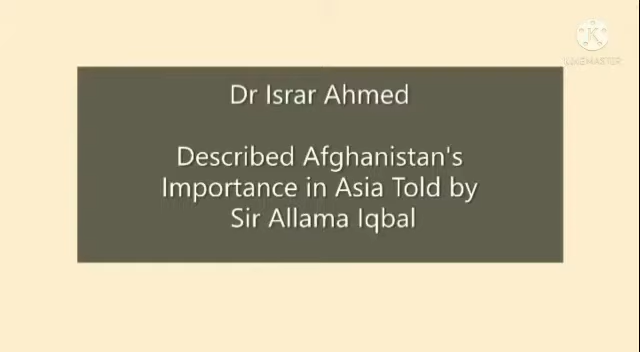 K
KINEMASTER
Dr Israr Ahmed
Described Afghanistan's
Importance in Asia Told by
Sir Allama Iqbal